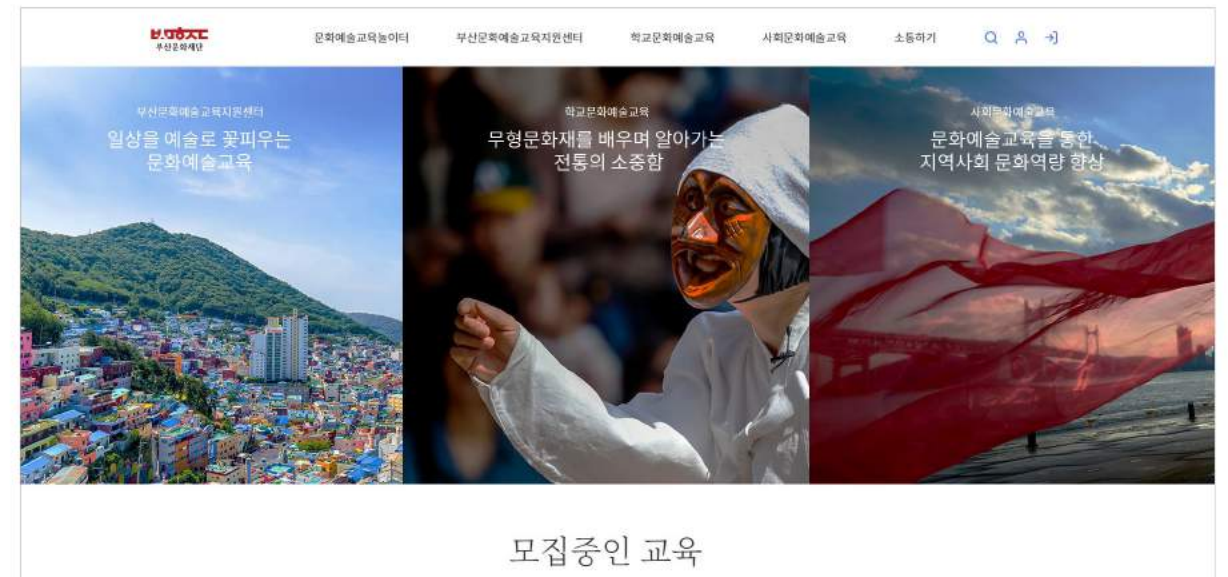 부산문화재단
문화예술교육놀이터
부산문화예술교육지원센터
학교문화예술교육
사회문화예술교육
소통하기
부산문화예술교육지원센터
일상을 예술로 꽃피우는
문화예술교육
학교문화예술교육
무형문화재를 배우며 알아가는
전통의 소중함
사회문화예술교육
문화예술교육을 통한
지역사회 문화역량 향상
모집중인 교육